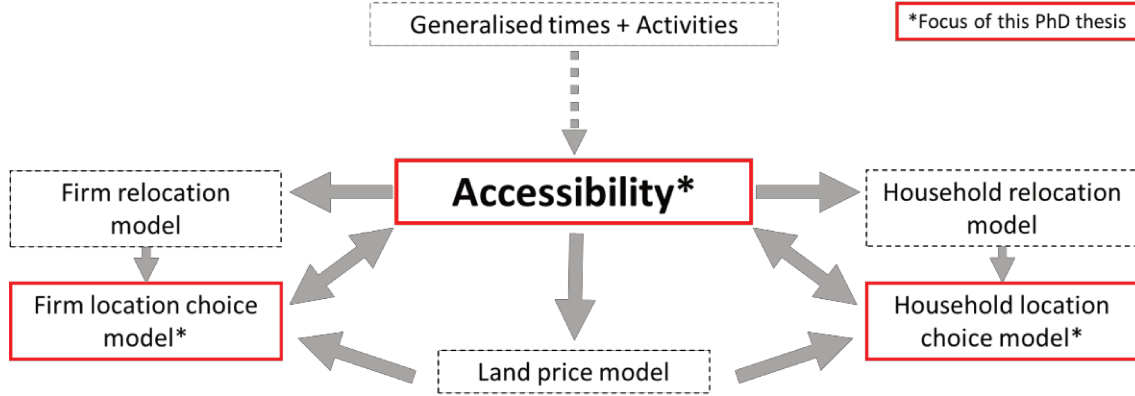 Generalised times + Activities
*Focus of this PhD thesis
Accessibility*
Firm relocation
model
Household relocation
model
Firm location choice
model*
Household location
choice model*
Land price model